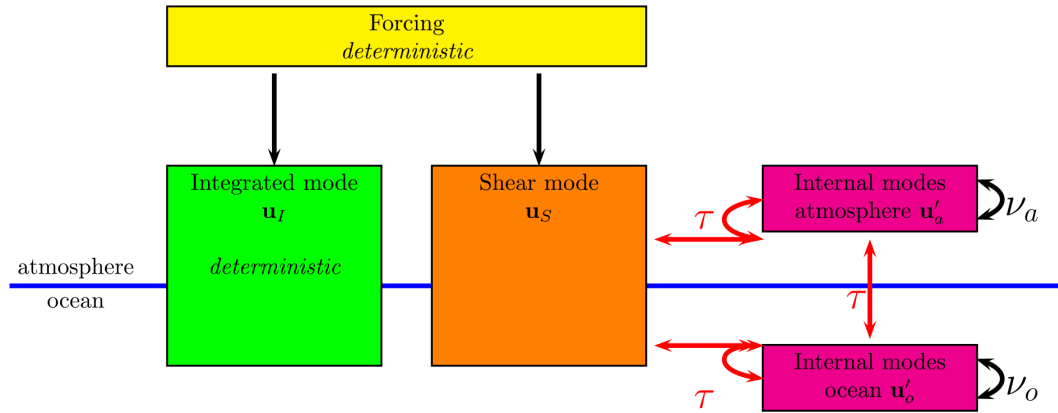 Forcing
deterministic
Integrated mode
u_I
deterministic
Shear mode
u_S
Internal modes
atmosphere u'_a
ν_a
τ
atmosphere
ocean
τ
Internal modes
ocean u'_o
ν_o
τ